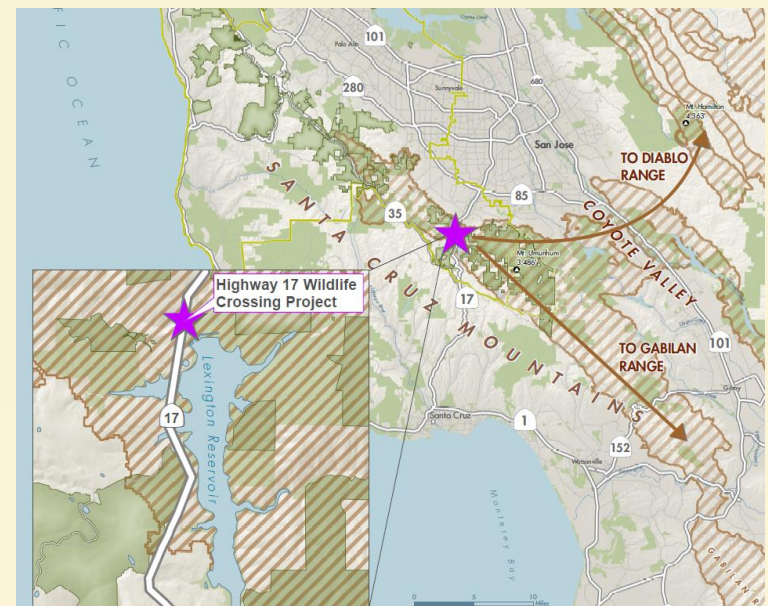 FIC OCEAN
101
Palo Alto
280
Sunnyvale
680
Mt. Hamilton
4,363
San Jose
TO DIABLO
RANGE
85
COYOTE VALLEY
35
SANTA CRUZ MOUNTAINS
Mt. Umunhum
3,486
17
Highway 17 Wildlife
Crossing Project
Lexington Reservoir
17
TO GABILAN
RANGE
101
Gilroy
Santa Cruz
1
152
Watsonville
Monterey Bay
GABILAN R
0 5 10
Miles